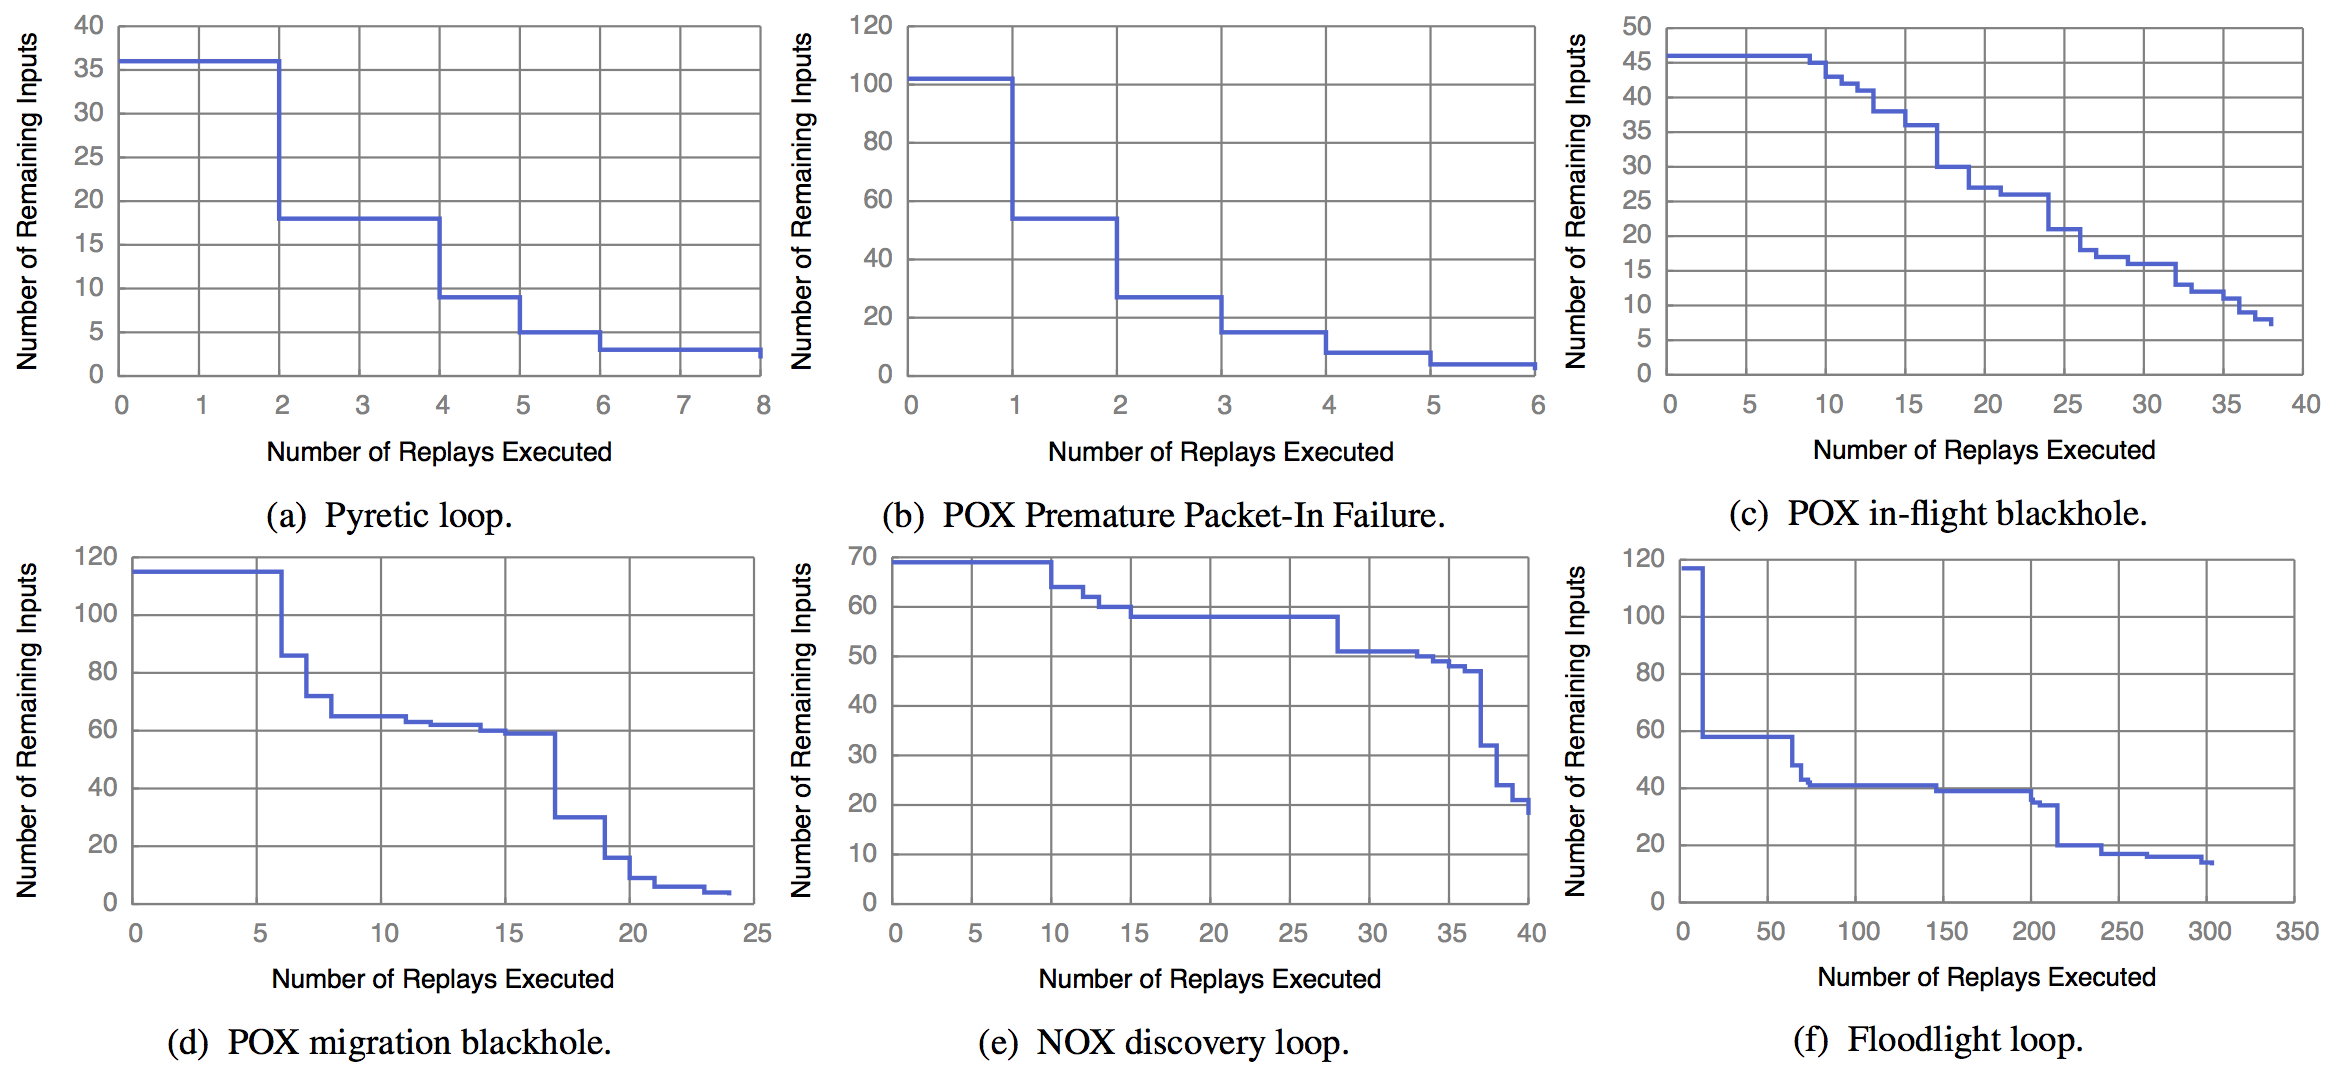 Number of Remaining Inputs
40
35
30
25
20
15
10
5
0
0 1 2 3 4 5 6 7 8
Number of Replays Executed
(a) Pyretic loop.
Number of Remaining Inputs
120
100
80
60
40
20
0
0 1 2 3 4 5 6
Number of Replays Executed
(b) POX Premature Packet-In Failure.
Number of Remaining Inputs
50
45
40
35
30
25
20
15
10
5
0
0 5 10 15 20 25 30 35 40
Number of Replays Executed
(c) POX in-flight blackhole.
Number of Remaining Inputs
120
100
80
60
40
20
0
0 5 10 15 20 25
Number of Replays Executed
(d) POX migration blackhole.
Number of Remaining Inputs
70
60
50
40
30
20
10
0
0 5 10 15 20 25 30 35 40
Number of Replays Executed
(e) NOX discovery loop.
Number of Remaining Inputs
120
100
80
60
40
20
0
0 50 100 150 200 250 300 350
Number of Replays Executed
(f) Floodlight loop.